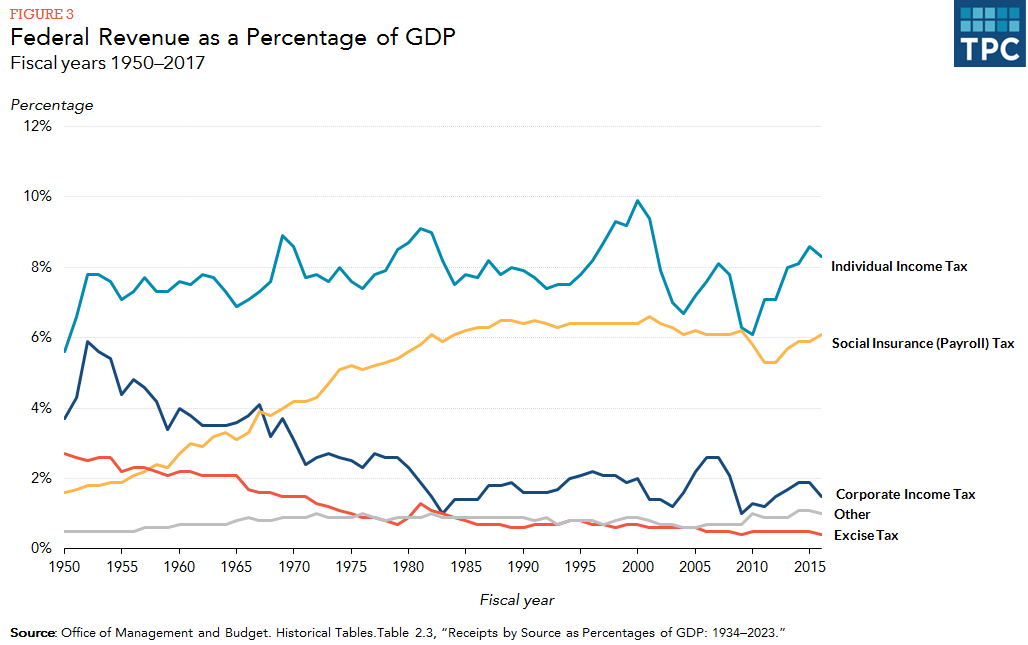 FIGURE 3
Federal Revenue as a Percentage of GDP
Fiscal years 1950–2017
TPC
Percentage
12%
10%
8%
6%
4%
2%
0%
Individual Income Tax
Social Insurance (Payroll) Tax
Corporate Income Tax
Other
Excise Tax
1950 1955 1960 1965 1970 1975 1980 1985 1990 1995 2000 2005 2010 2015
Fiscal year
Source: Office of Management and Budget. Historical Tables.Table 2.3, “Receipts by Source as Percentages of GDP: 1934–2023.”